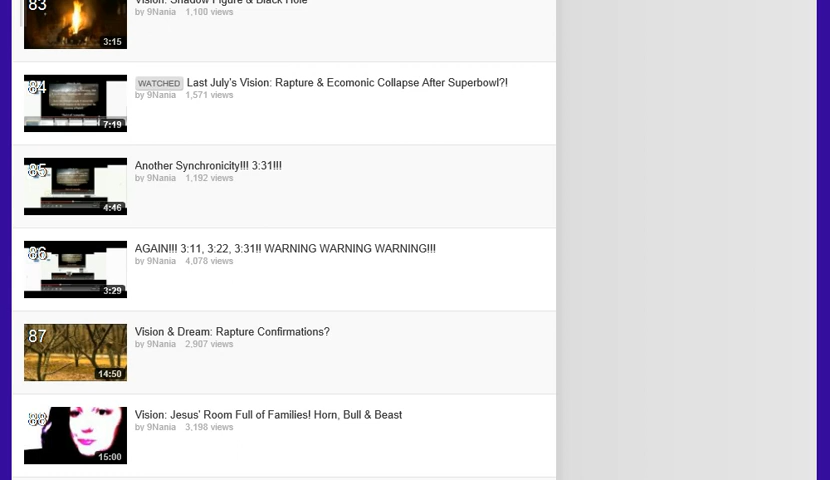 83
Vision: Shadow Figure & Black Hole
by 9Nania 1,100 views
3:15
84
WATCHED Last July's Vision: Rapture & Ecomonic Collapse After Superbowl?!
by 9Nania 1,571 views
7:19
85
Another Synchronicity!!! 3:31!!!
by 9Nania 1,192 views
4:46
86
AGAIN!!! 3:11, 3:22, 3:31!! WARNING WARNING WARNING!!!
by 9Nania 4,078 views
3:29
87
Vision & Dream: Rapture Confirmations?
by 9Nania 2,907 views
14:50
88
Vision: Jesus' Room Full of Families! Horn, Bull & Beast
by 9Nania 3,198 views
15:00